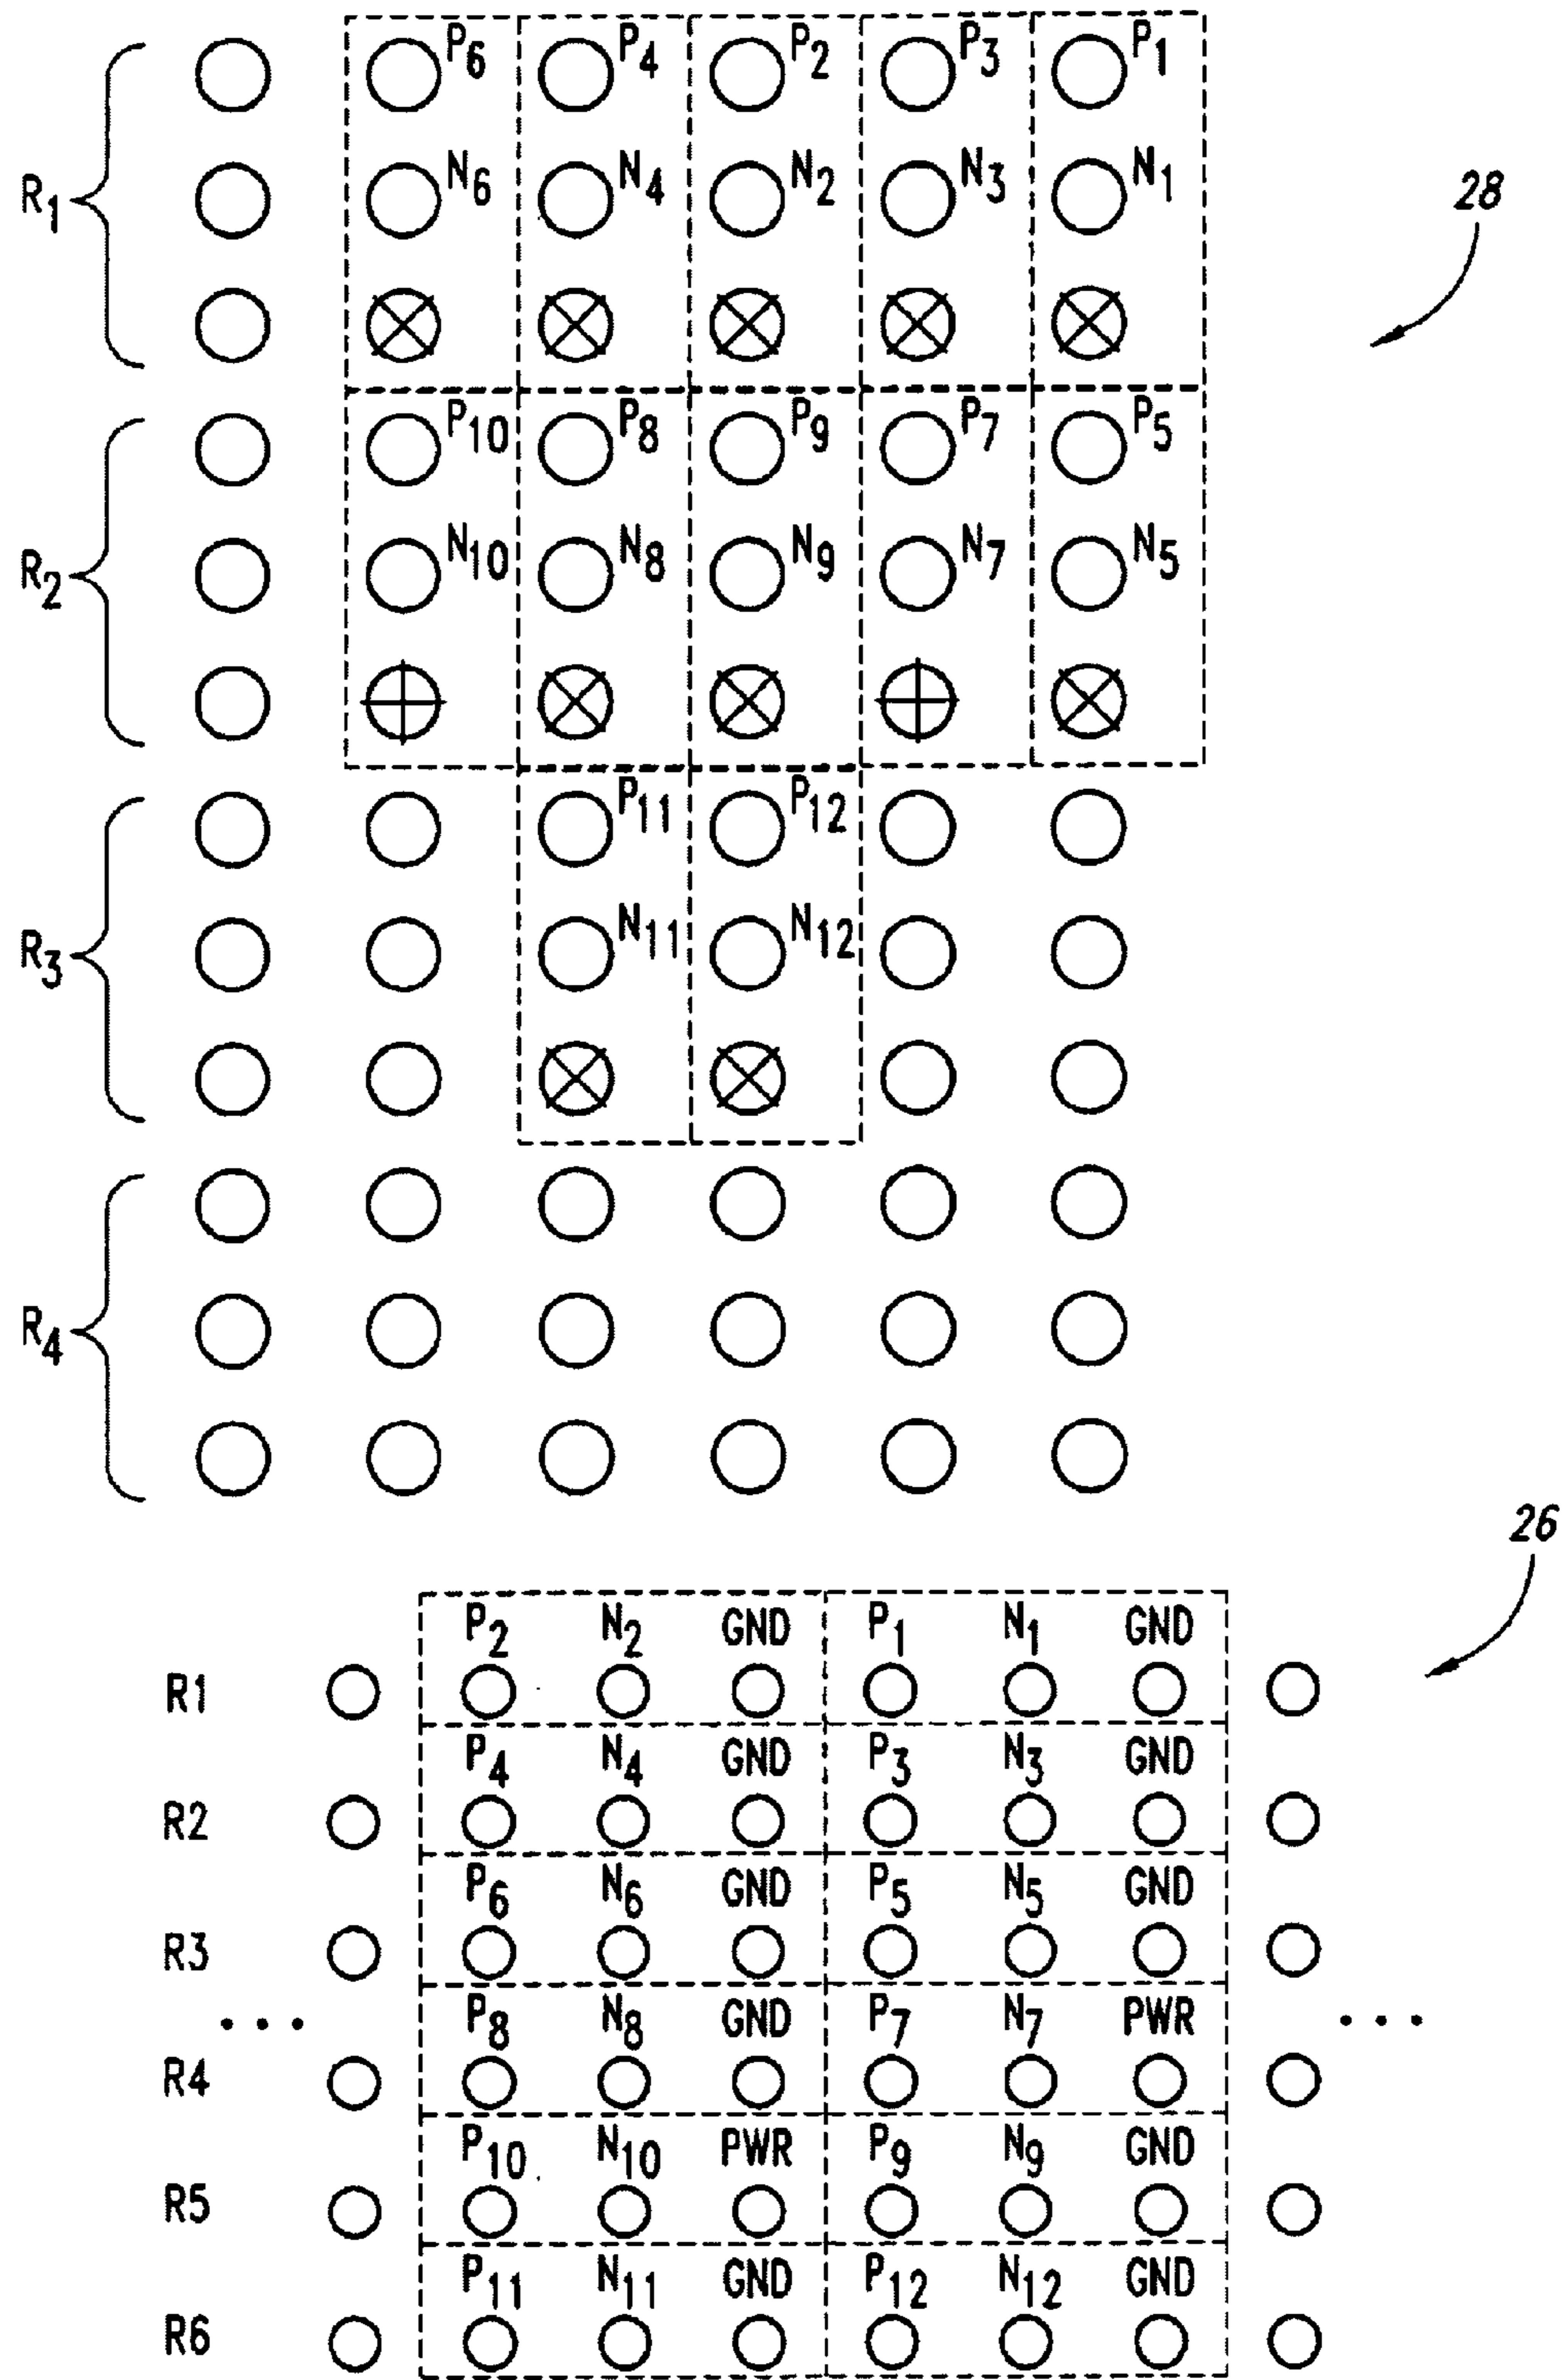 P6 P4 P2 P3 P1
R1 N6 N4 N2 N3 N1
28
P10 P8 P9 P7 P5
R2 N10 N8 N9 N7 N5
P11 P12
R3 N11 N12
R4
26
P2 N2 GND P1 N1 GND
R1
P4 N4 GND P3 N3 GND
R2
P6 N6 GND P5 N5 GND
R3
... P8 N8 GND P7 N7 PWR ...
R4
P10 N10 PWR P9 N9 GND
R5
P11 N11 GND P12 N12 GND
R6